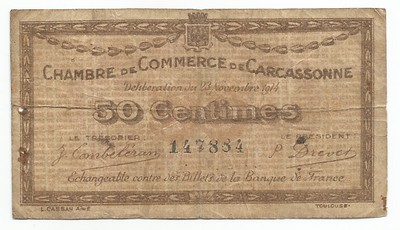 CHAMBRE DE COMMERCE DE CARCASSONNE
Délibération du 23 Novembre 1914
50 Centimes
LE TRÉSORIER LE PRÉSIDENT
147884
Échangeable contre des Billets de la Banque de France
TOULOUSE